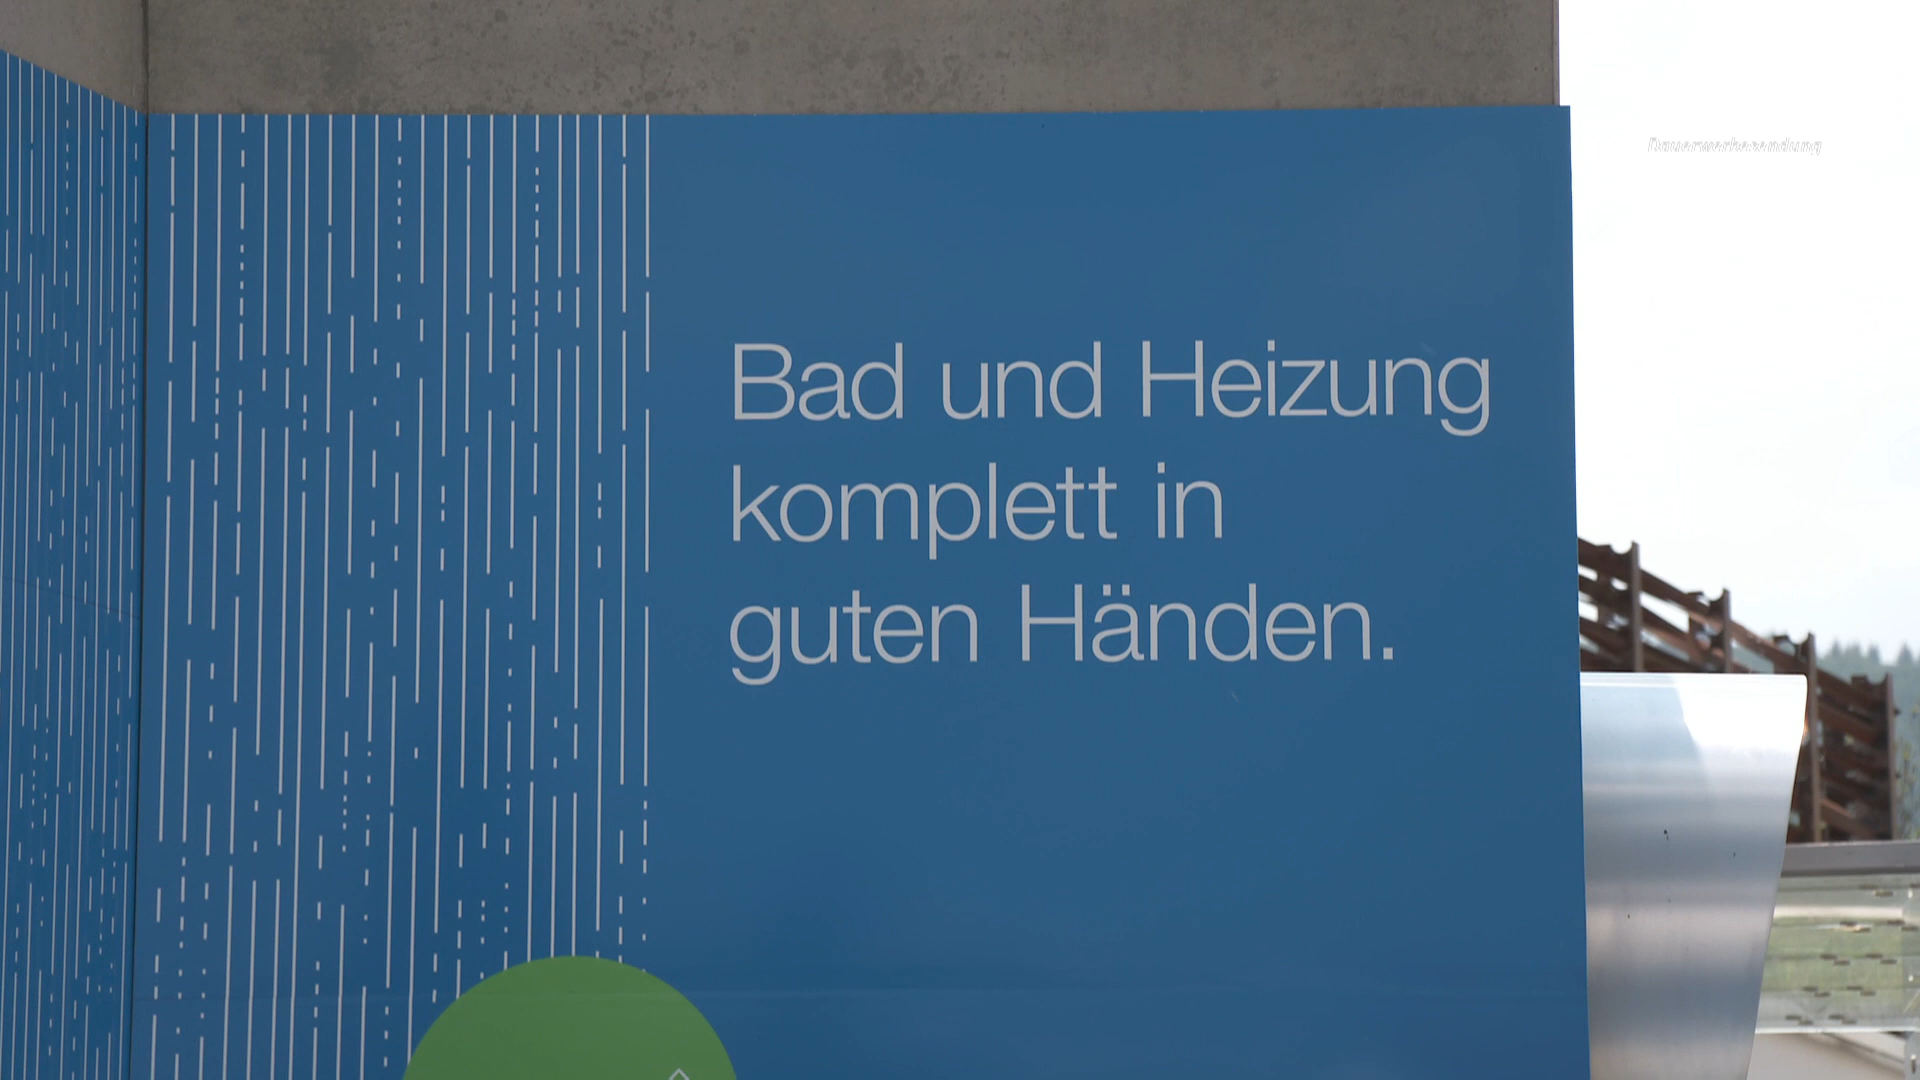 Dauerwerbesendung
Bad und Heizung
komplett in
guten Händen.